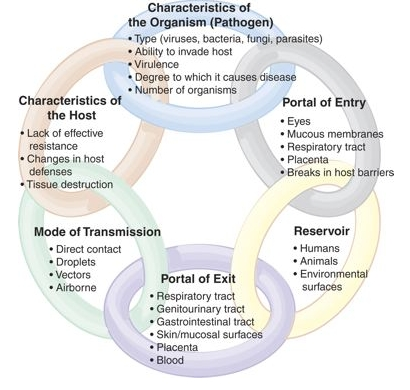 Characteristics of
the Organism (Pathogen)
• Type (viruses, bacteria, fungi, parasites)
• Ability to invade host
• Virulence
• Degree to which it causes disease
• Number of organisms
Portal of Entry
• Eyes
• Mucous membranes
• Respiratory tract
• Placenta
• Breaks in host barriers
Reservoir
• Humans
• Animals
• Environmental
surfaces
Portal of Exit
• Respiratory tract
• Genitourinary tract
• Gastrointestinal tract
• Skin/mucosal surfaces
• Placenta
• Blood
Mode of Transmission
• Direct contact
• Droplets
• Vectors
• Airborne
Characteristics of
the Host
• Lack of effective
resistance
• Changes in host
defenses
• Tissue destruction